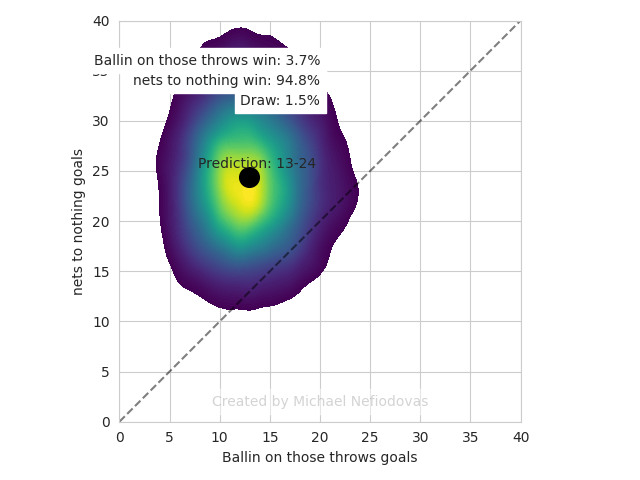 40
Ballin on those throws win: 3.7%
nets to nothing win: 94.8%
Draw: 1.5%
30
Prediction: 13-24
25
20
15
10
5
0
nets to nothing goals
Created by Michael Nefiodovas
0 5 10 15 20 25 30 35 40
Ballin on those throws goals